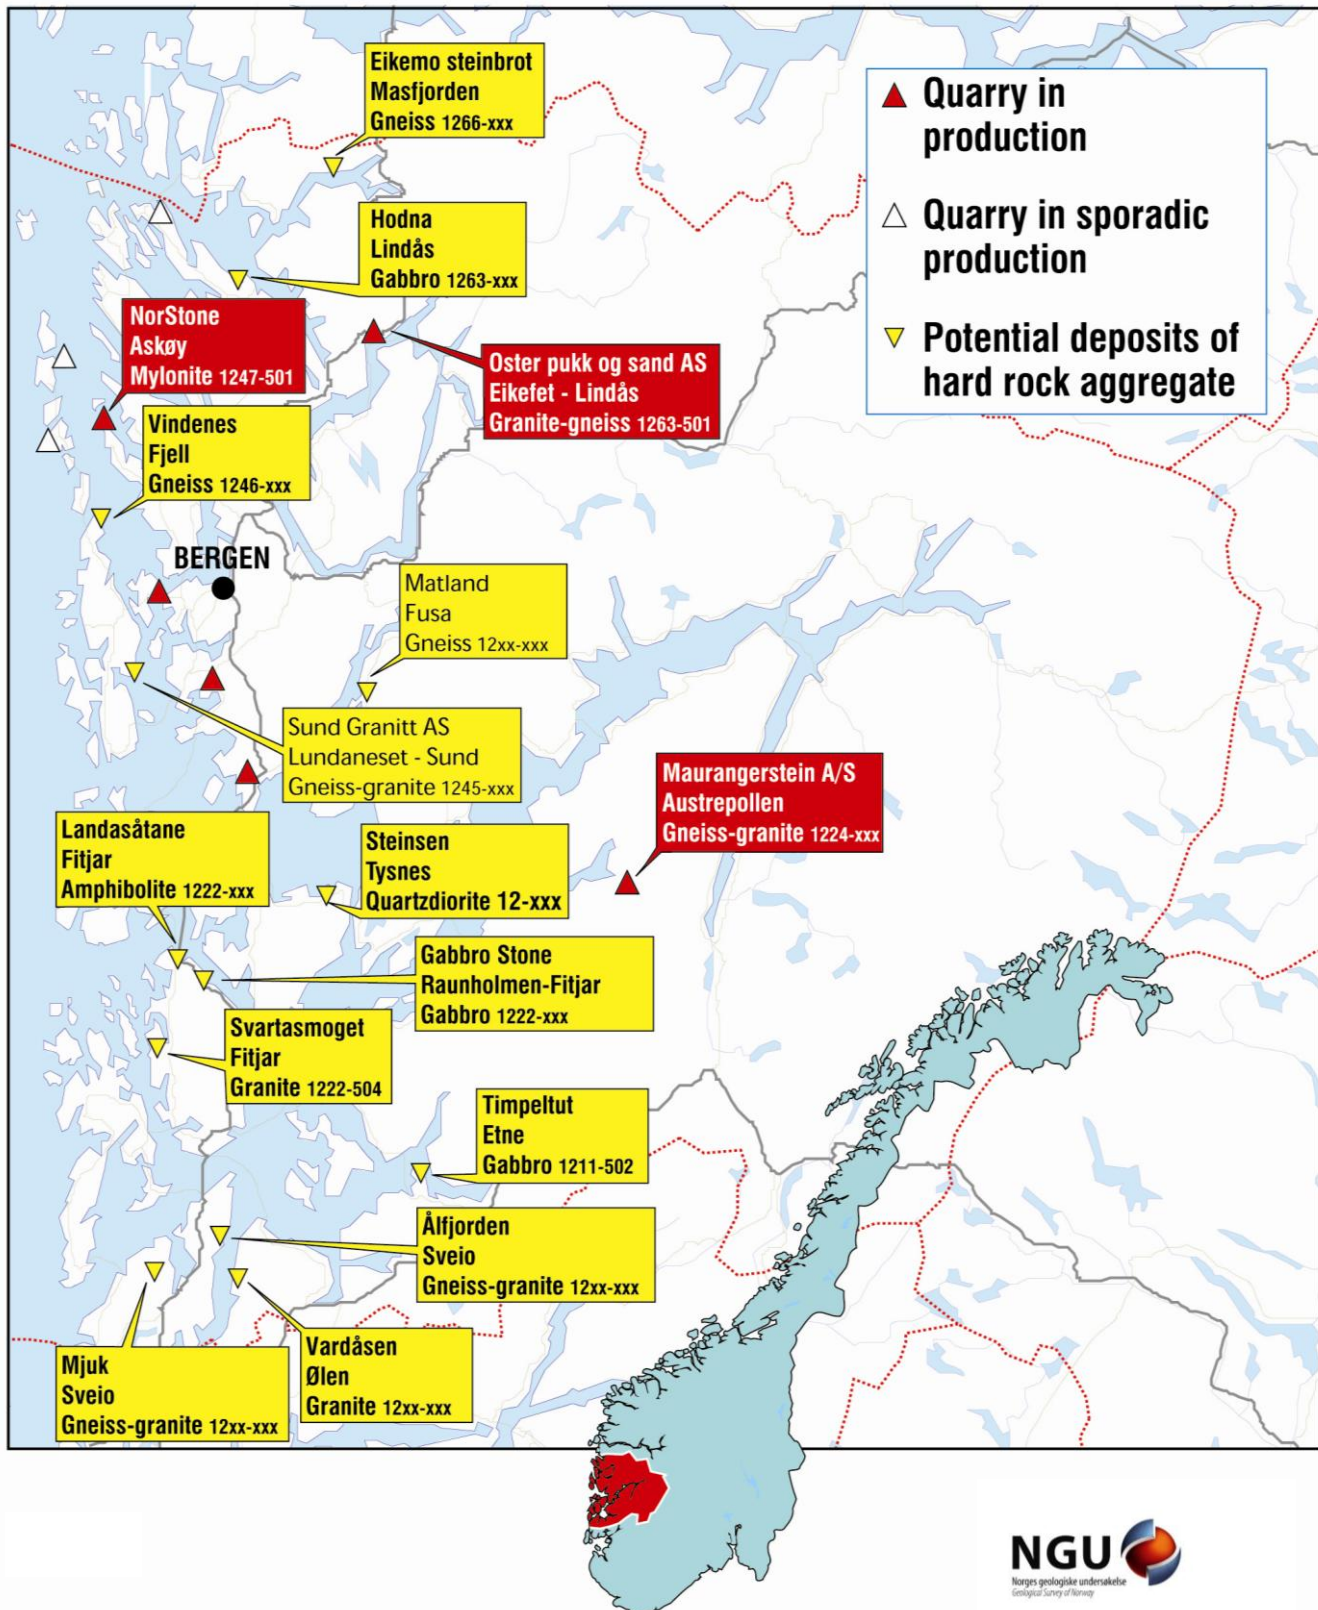 Eikemo steinbrot
Masfjorden
Gneiss 1266-xxx
Quarry in
production
Quarry in sporadic
production
Potential deposits of
hard rock aggregate
Hodna
Lindås
Gabbro 1263-xxx
NorStone
Askøy
Mylonite 1247-501
Oster pukk og sand AS
Eikefet - Lindås
Granite-gneiss 1263-501
Vindenes
Fjell
Gneiss 1246-xxx
BERGEN
Matland
Fusa
Gneiss 12xx-xxx
Sund Granitt AS
Lundaneset - Sund
Gneiss-granite 1245-xxx
Maurangerstein A/S
Austrepollen
Gneiss-granite 1224-xxx
Landasåtane
Fitjar
Amphibolite 1222-xxx
Steinsen
Tysnes
Quartzdiorite 12-xxx
Gabbro Stone
Raunholmen-Fitjar
Gabbro 1222-xxx
Svartasmoget
Fitjar
Granite 1222-504
Timpeltut
Etne
Gabbro 1211-502
Ålfjorden
Sveio
Gneiss-granite 12xx-xxx
Vardåsen
Ølen
Granite 12xx-xxx
Mjuk
Sveio
Gneiss-granite 12xx-xxx
NGU
Norges geologiske undersøkelse
Geological Survey of Norway